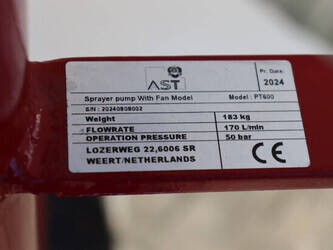 AST
Pr. Date:
2024
Sprayer pump With Fan Model
Model : PT600
S/N : 20240808002
Weight 183 kg
FLOWRATE 170 L/min
OPERATION PRESSURE 50 bar
LOZERWEG 22,6006 SR
WEERT/NETHERLANDS
CE